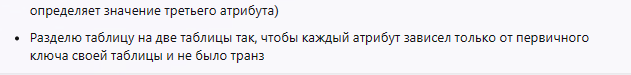 определяет значение третьего атрибута)
• Разделю таблицу на две таблицы так, чтобы каждый атрибут зависел только от первичного
ключа своей таблицы и не было транз